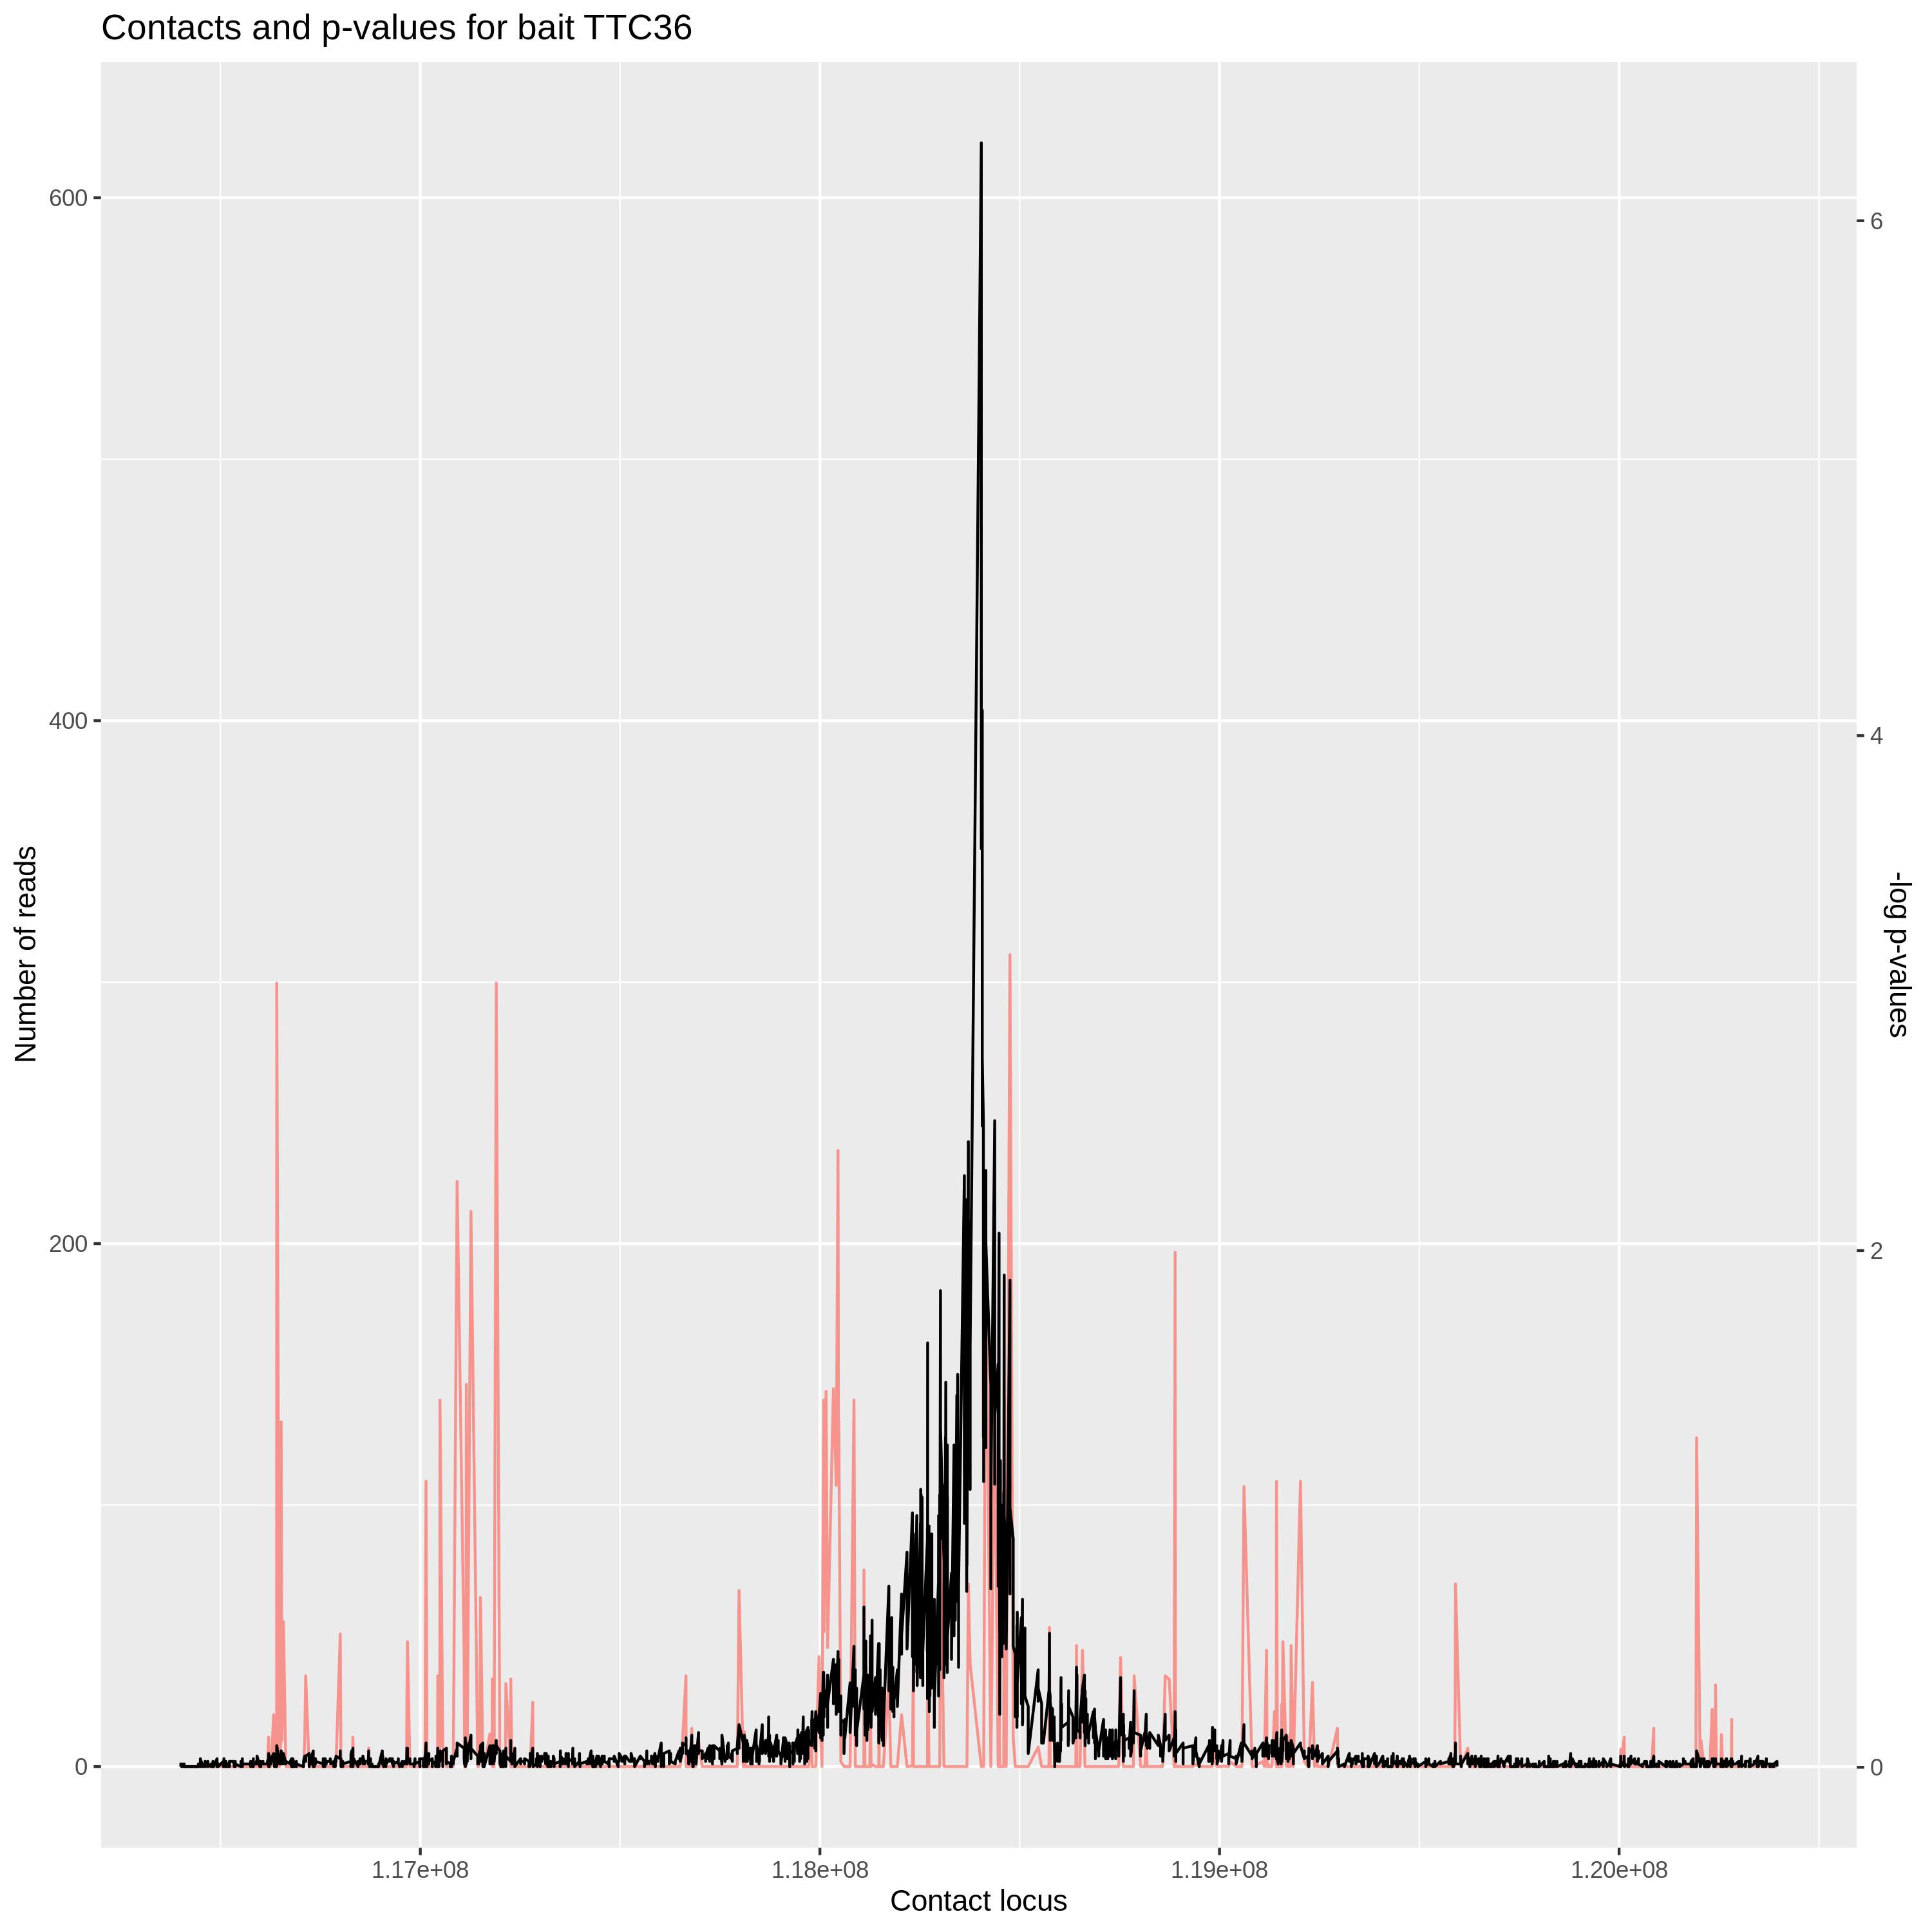 Contacts and p-values for bait TTC36
600
400
200
0
Number of reads
6
4
2
0
-log p-values
1.17e+08
1.18e+08
1.19e+08
1.20e+08
Contact locus